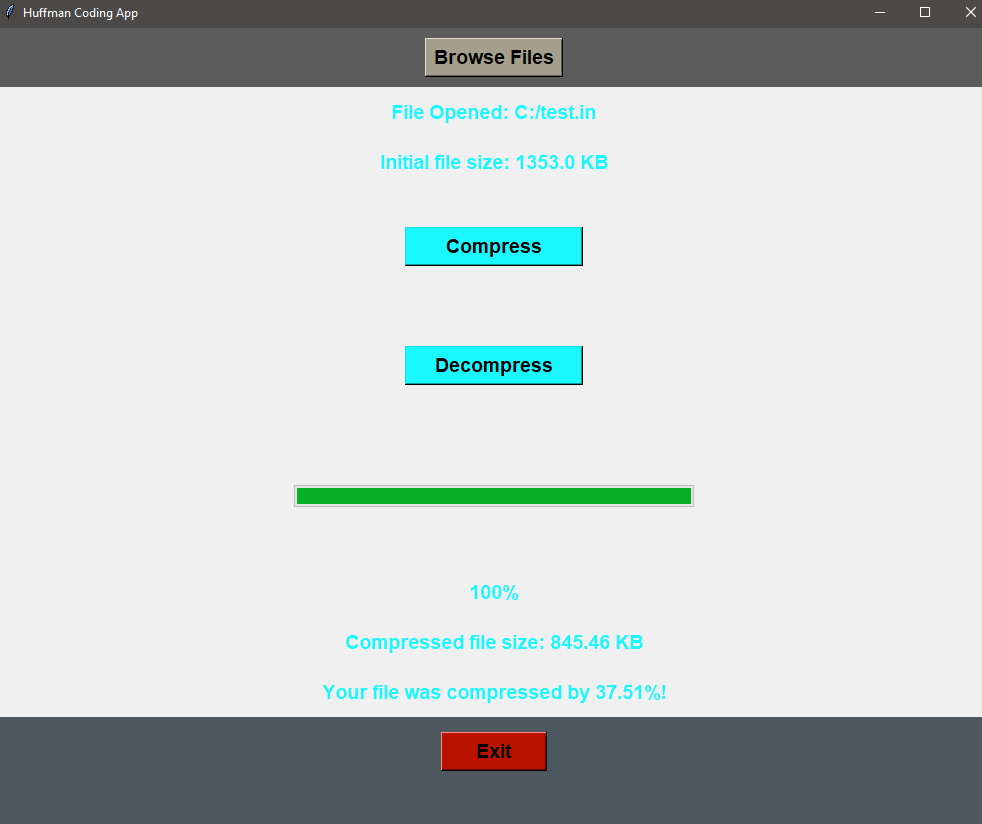 Huffman Coding App
Browse Files
File Opened: C:/test.in
Initial file size: 1353.0 KB
Compress
Decompress
100%
Compressed file size: 845.46 KB
Your file was compressed by 37.51%!
Exit